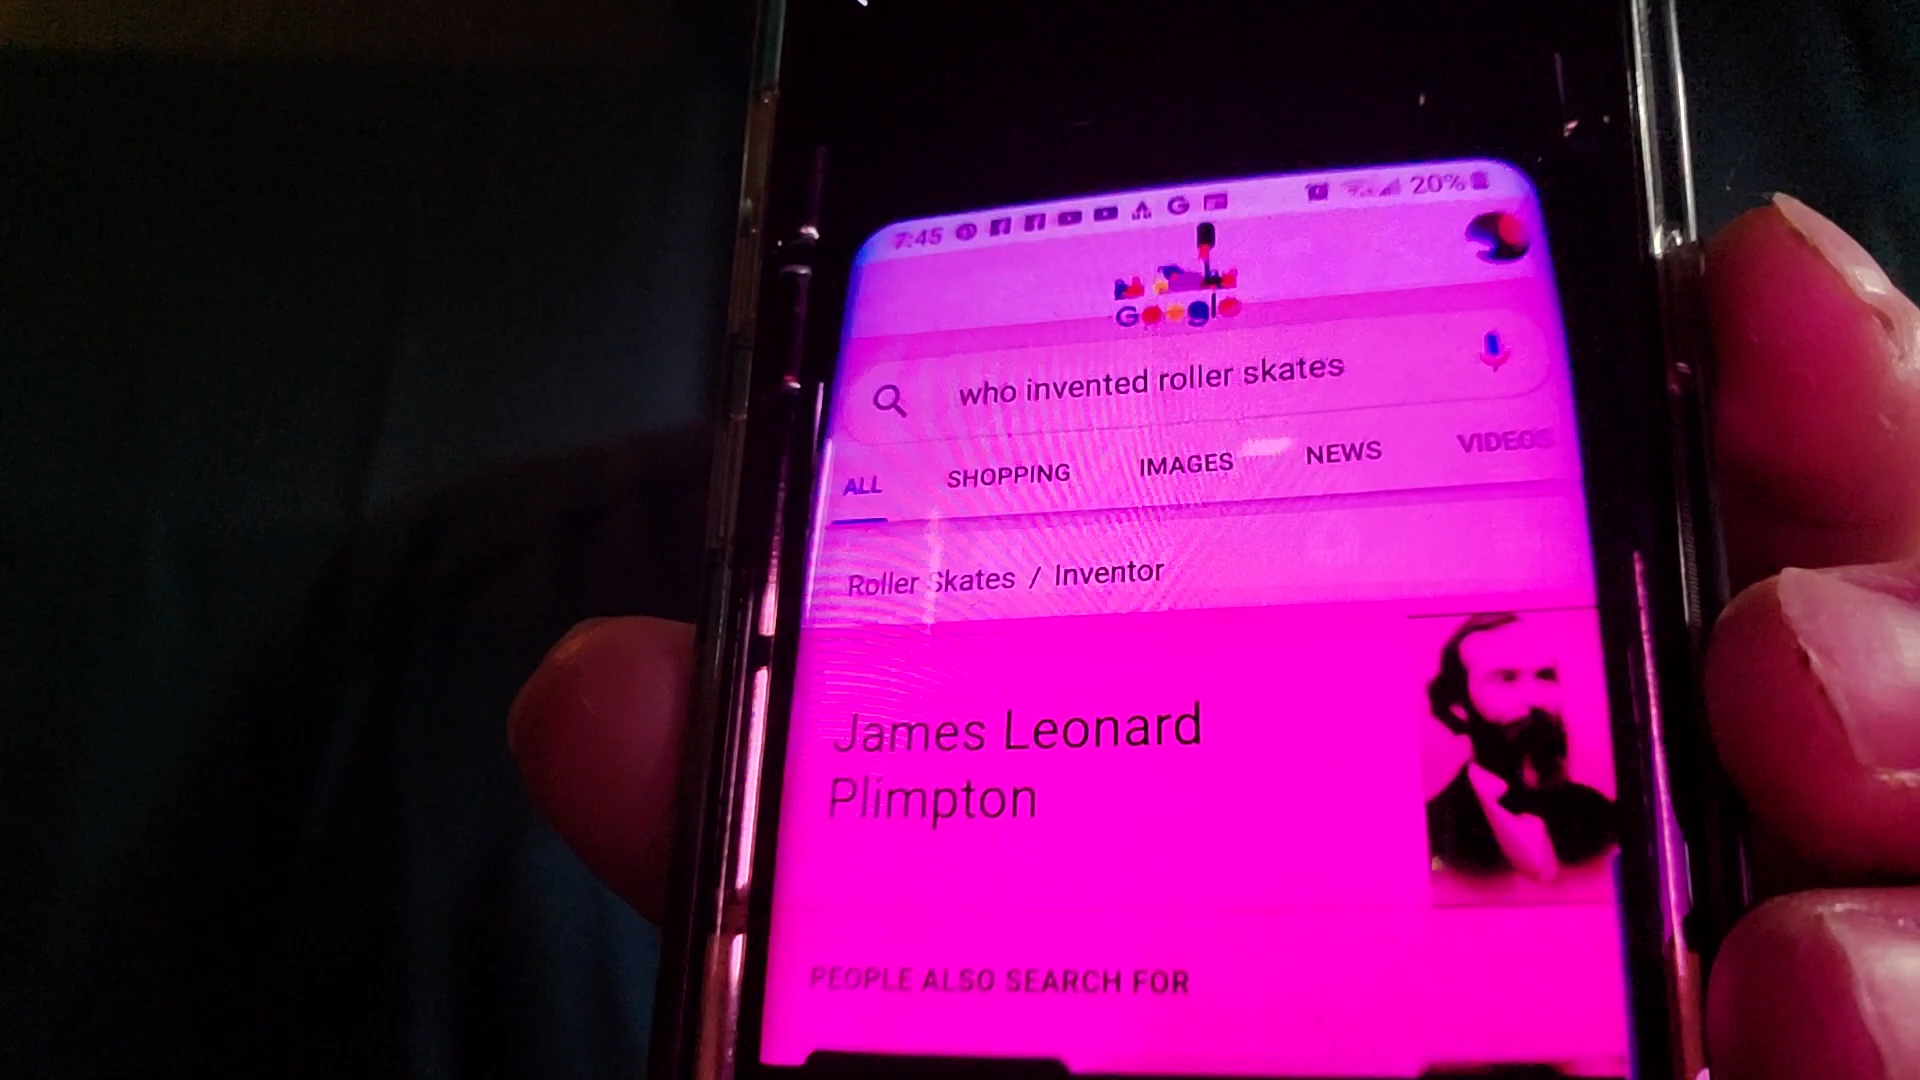 7:45 20%
Google
who invented roller skates
ALL SHOPPING IMAGES NEWS VIDEOS
Roller Skates / Inventor
James Leonard
Plimpton
PEOPLE ALSO SEARCH FOR